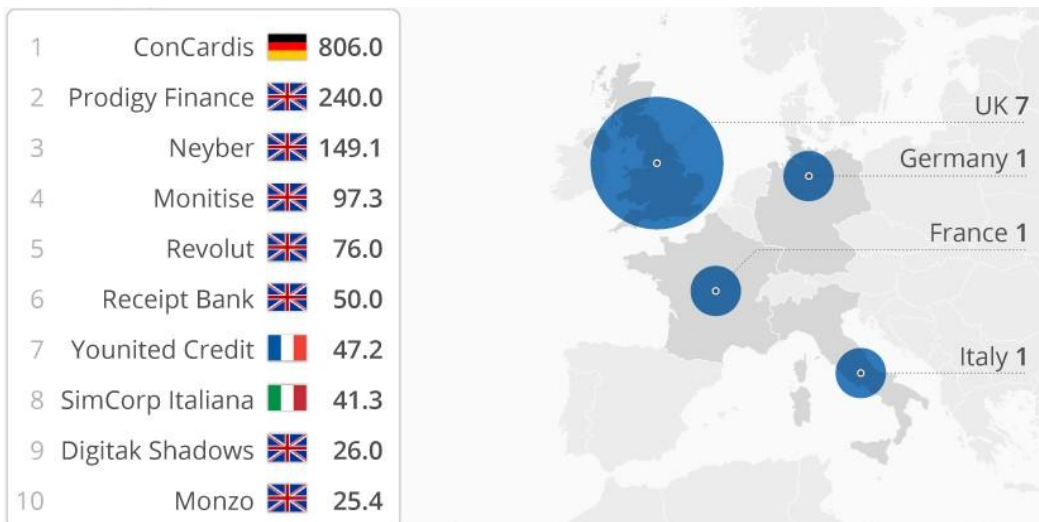 1 ConCardis 806.0
2 Prodigy Finance 240.0
3 Neyber 149.1
4 Monitise 97.3
5 Revolut 76.0
6 Receipt Bank 50.0
7 Younited Credit 47.2
8 SimCorp Italiana 41.3
9 Digitak Shadows 26.0
10 Monzo 25.4
UK 7
Germany 1
France 1
Italy 1